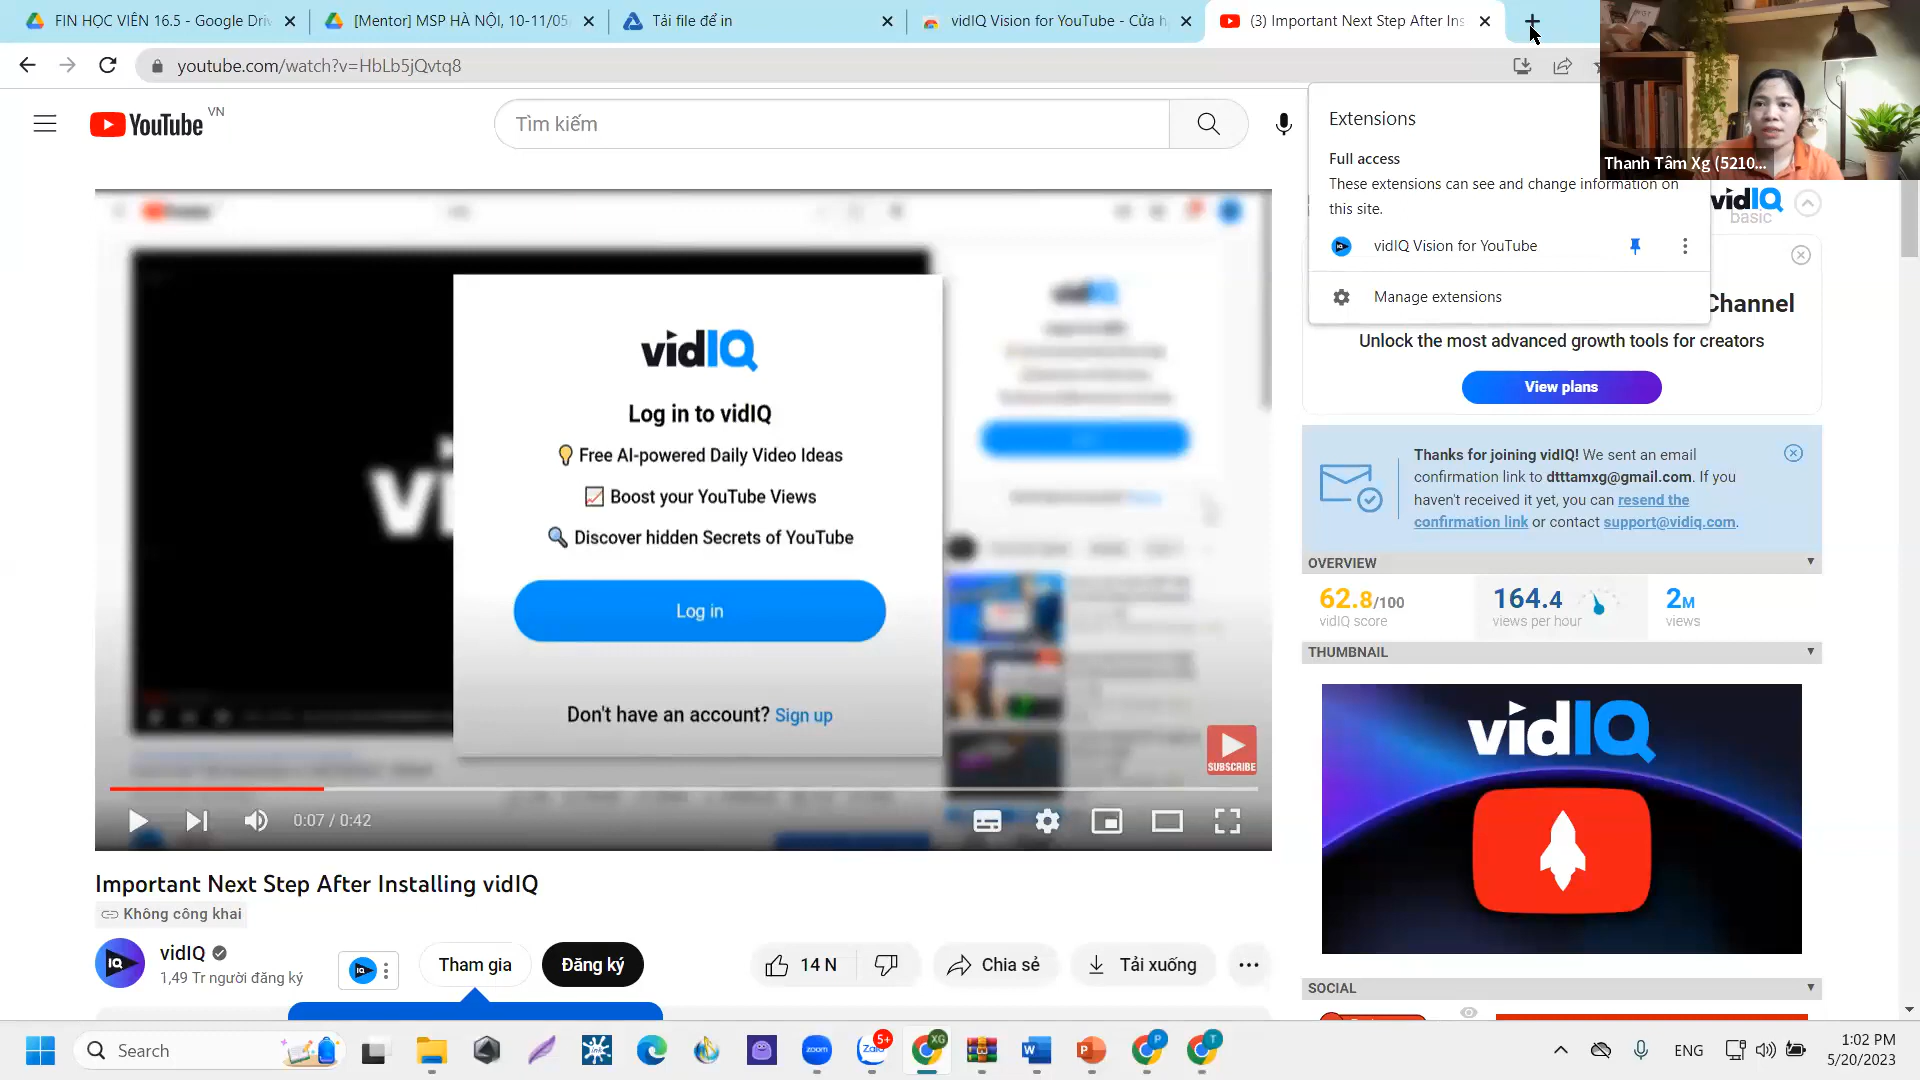 FIN HỌC VIÊN 16.5 - Google Driv
[Mentor] MSP HÀ NỘI, 10-11/05
Tải file để in
vidIQ Vision for YouTube - Cửa h
(3) Important Next Step After Ins
youtube.com/watch?v=HbLb5jQvtq8
YouTube VN
Tìm kiếm
Extensions
Full access
These extensions can see and change information on
this site.
vidIQ Vision for YouTube
Manage extensions
Thanh Tâm Xg (5210...
vidIQ
basic
Channel
Unlock the most advanced growth tools for creators
View plans
vidIQ
Log in to vidIQ
Free AI-powered Daily Video Ideas
Boost your YouTube Views
Discover hidden Secrets of YouTube
Log in
Don't have an account? Sign up
SUBSCRIBE
0:07 / 0:42
Thanks for joining vidIQ! We sent an email
confirmation link to dtttamxg@gmail.com. If you
haven't received it yet, you can resend the
confirmation link or contact support@vidiq.com.
OVERVIEW
62.8/100
vidIQ score
164.4
views per hour
2M
views
THUMBNAIL
vidIQ
SOCIAL
Important Next Step After Installing vidIQ
Không công khai
IQ
vidIQ
1,49 Tr người đăng ký
Tham gia
Đăng ký
14 N
Chia sẻ
Tải xuống
Search
zoom
Zalo
5+
XG
W
P
P
T
ENG
1:02 PM
5/20/2023